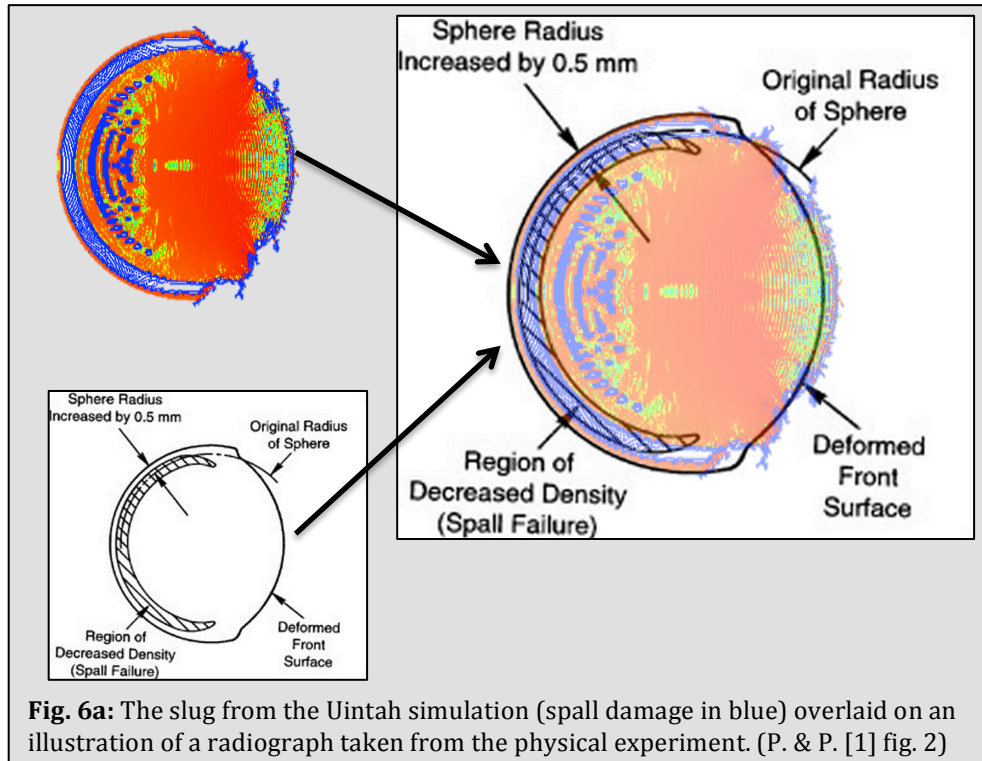 Sphere Radius
Increased by 0.5 mm
Original Radius
of Sphere
Region of
Decreased Density
(Spall Failure)
Deformed
Front
Surface
Sphere Radius
Increased by 0.5 mm
Original Radius
of Sphere
Region of
Decreased Density
(Spall Failure)
Deformed
Front
Surface
Fig. 6a: The slug from the Uintah simulation (spall damage in blue) overlaid on an
illustration of a radiograph taken from the physical experiment. (P. & P. [1] fig. 2)